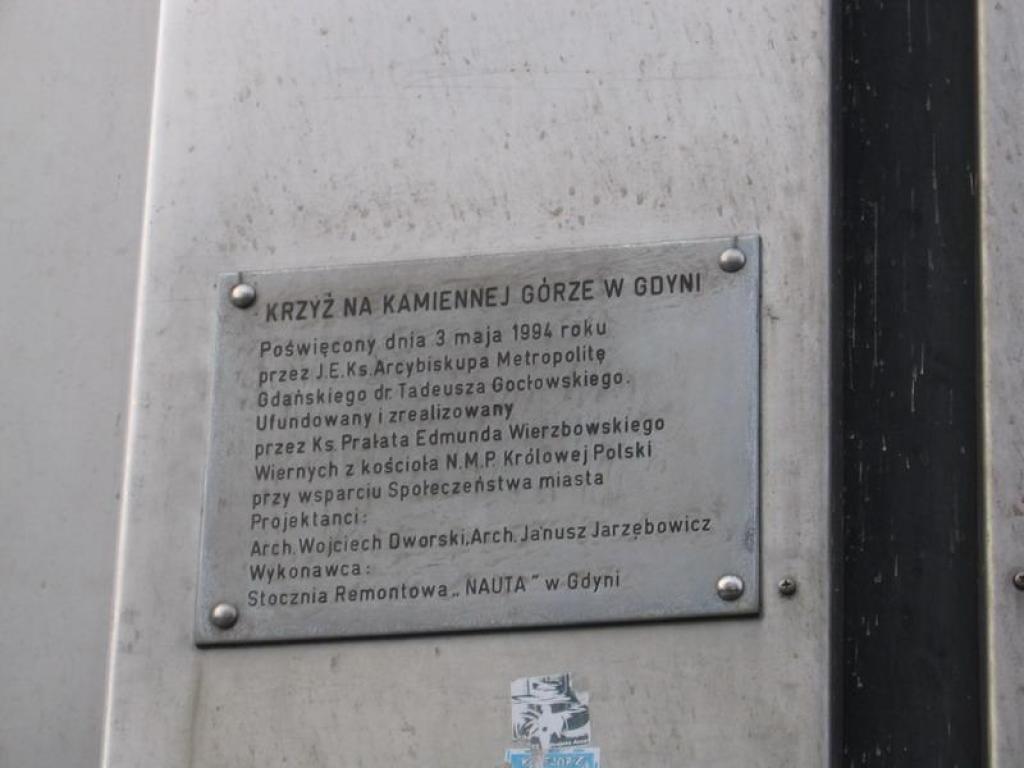 KRZYŻ NA KAMIENNEJ GÓRZE W GDYNI
Poświęcony dnia 3 maja 1994 roku
przez J.E.Ks.Arcybiskupa Metropolitę
Gdańskiego dr.Tadeusza Gocłowskiego.
Ufundowany i zrealizowany
przez Ks.Prałata Edmunda Wierzbowskiego
Wiernych z kościoła N.M.P. Królowej Polski
przy wsparciu Społeczeństwa miasta
Projektanci:
Arch.Wojciech Dworski,Arch.Janusz Jarzębowicz
Wykonawca:
Stocznia Remontowa „NAUTA” w Gdyni